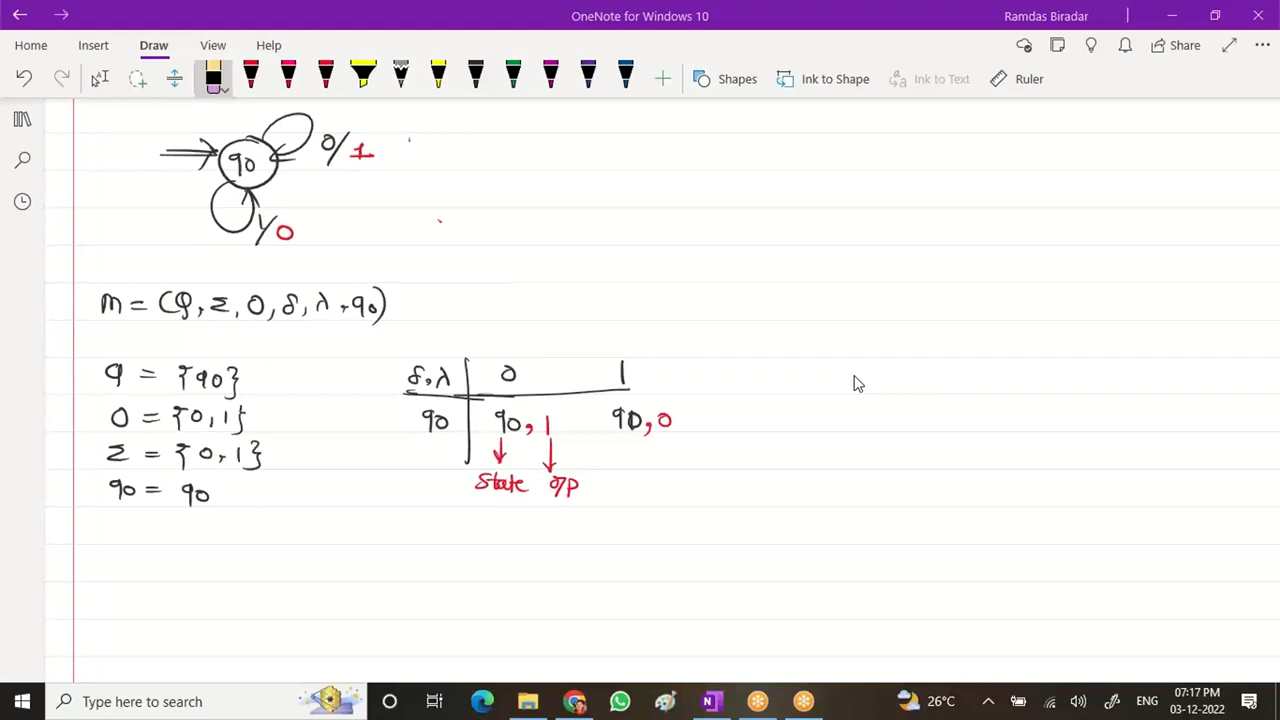 OneNote for Windows 10
Ramdas Biradar
Home Insert Draw View Help
Share
Shapes
Ink to Shape
Ink to Text
Ruler
q0
0/1
1/0
M = (Q, Σ, O, δ, λ, q0)
Q = {q0}
O = {0,1}
Σ = {0,1}
q0 = q0
δ,λ 0 1
q0 q0, 1 q0, 0
State O/P
Type here to search
26°C
ENG
07:17 PM
03-12-2022